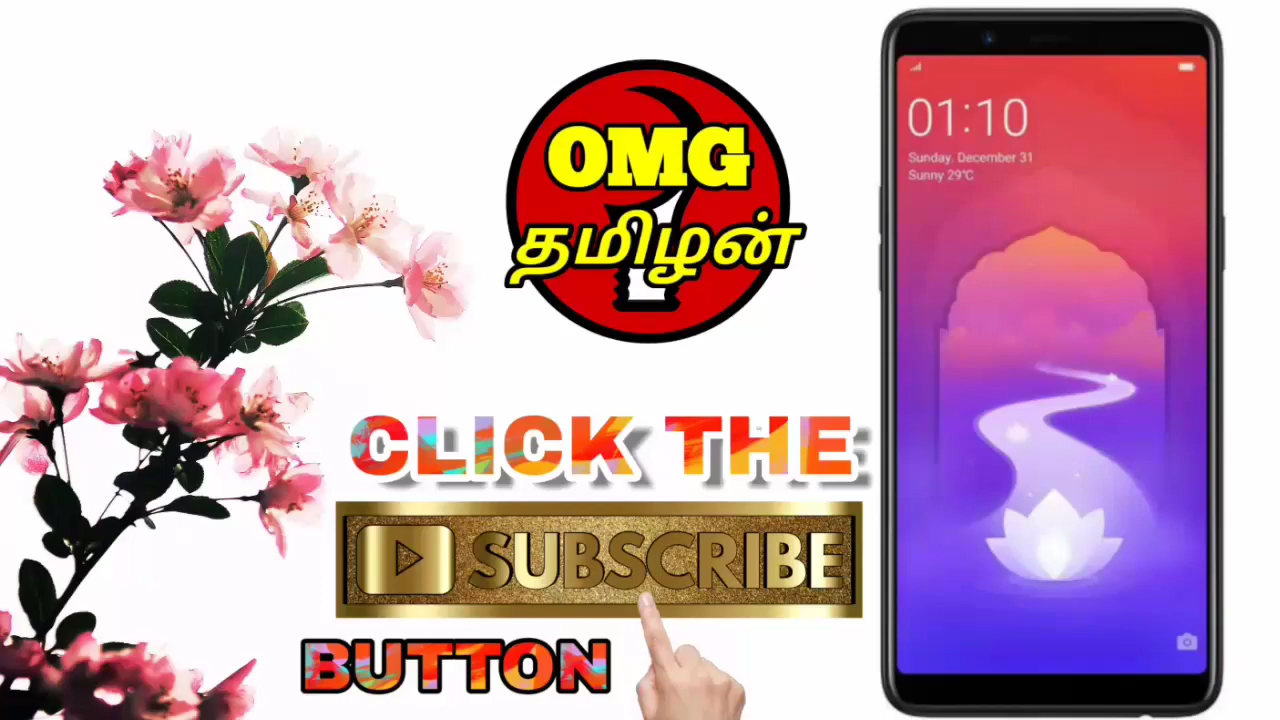 OMG
தமிழன்
CLICK THE
SUBSCRIBE
BUTTON
01:10
Sunday. December 31
Sunny 29℃